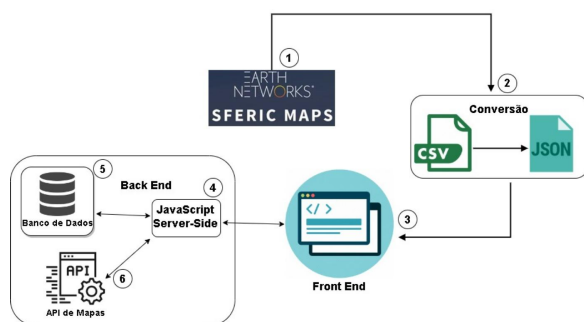 1
EARTH
NETWORKS
SFERIC MAPS
2
Conversão
CSV
JSON
3
</>
Front End
4
Back End
JavaScript
Server-Side
5
Banco de Dados
6
API
API de Mapas